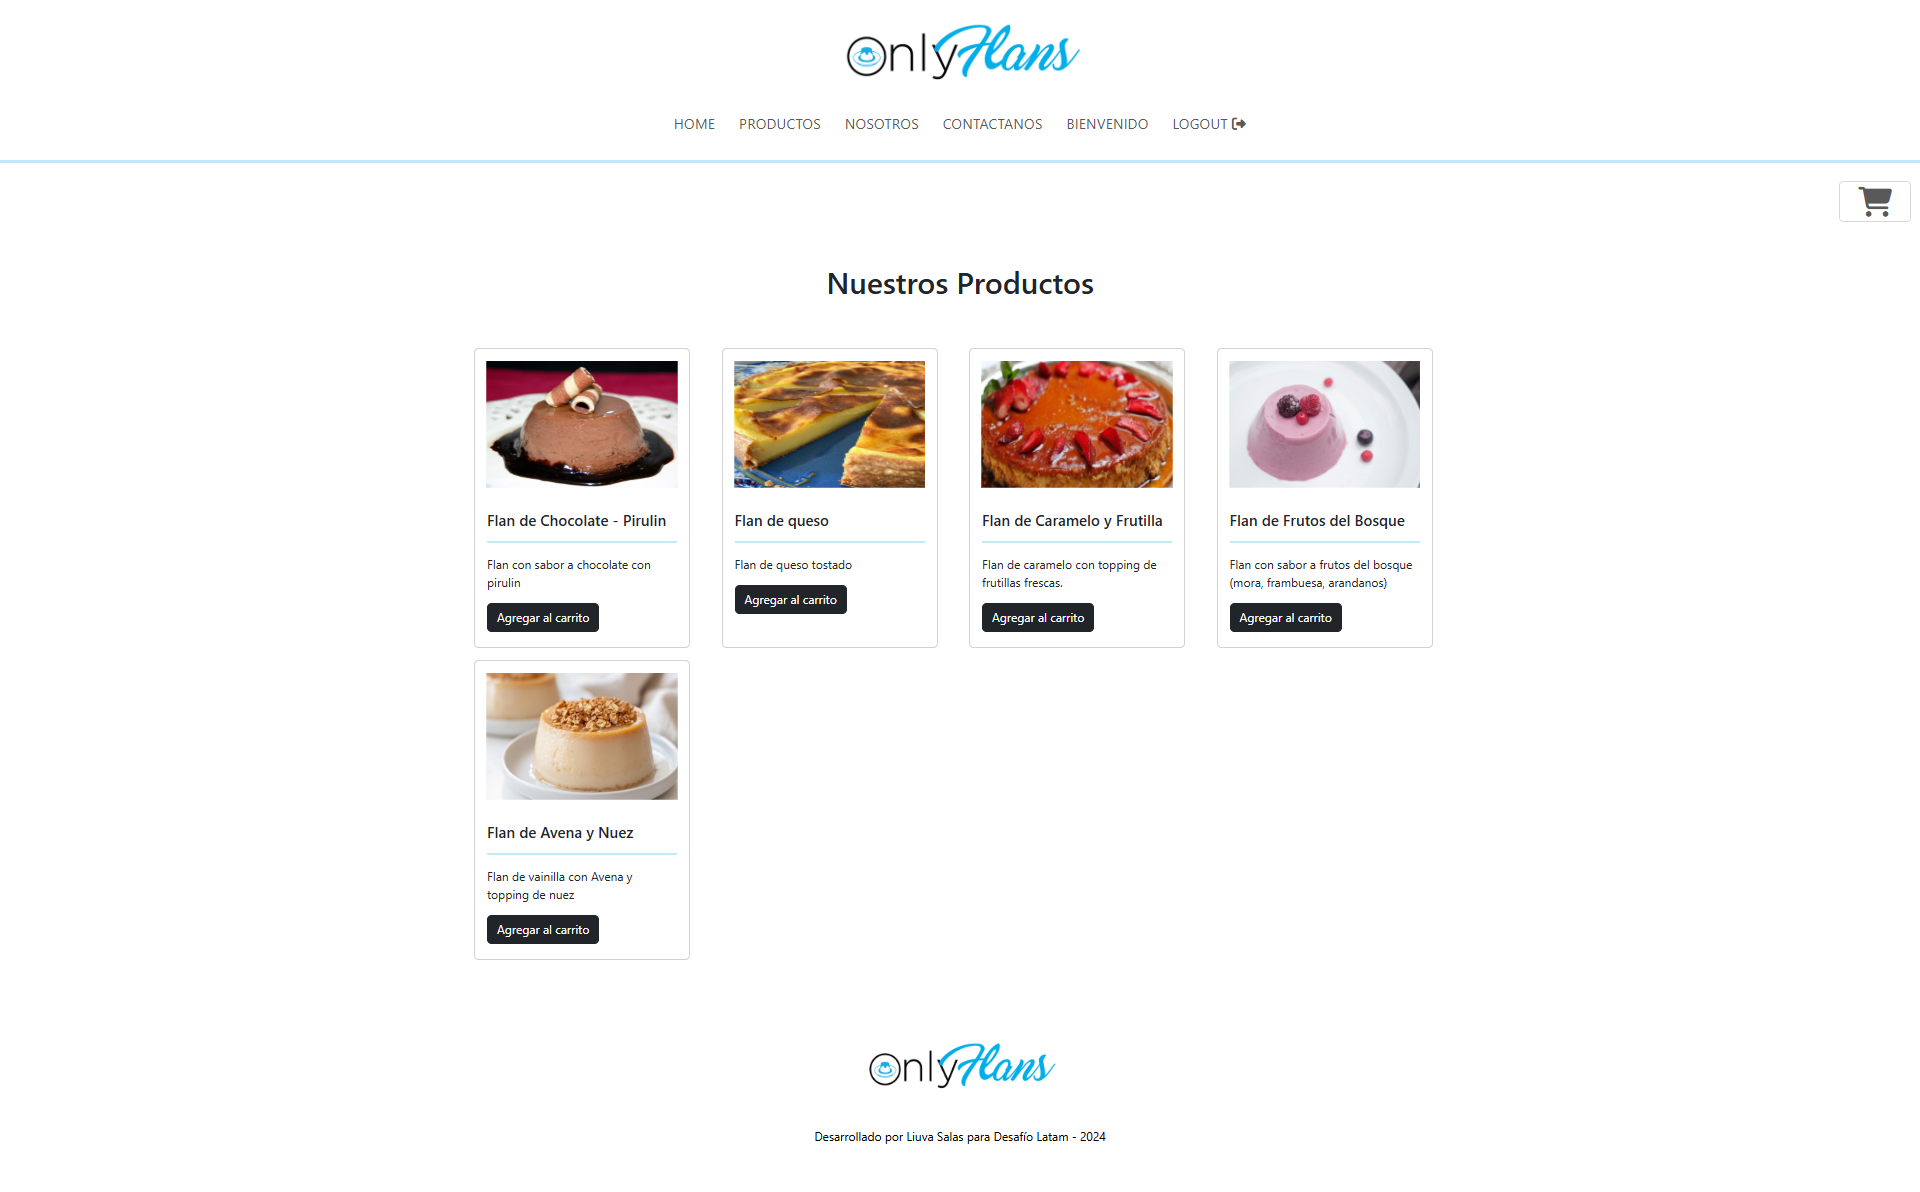 OnlyFlans
HOME PRODUCTOS NOSOTROS CONTACTANOS BIENVENIDO LOGOUT
Nuestros Productos
Flan de Chocolate - Pirulin
Flan con sabor a chocolate con
pirulin
Agregar al carrito
Flan de queso
Flan de queso tostado
Agregar al carrito
Flan de Caramelo y Frutilla
Flan de caramelo con topping de
frutillas frescas.
Agregar al carrito
Flan de Frutos del Bosque
Flan con sabor a frutos del bosque
(mora, frambuesa, arandanos)
Agregar al carrito
Flan de Avena y Nuez
Flan de vainilla con Avena y
topping de nuez
Agregar al carrito
OnlyFlans
Desarrollado por Liuva Salas para Desafío Latam - 2024